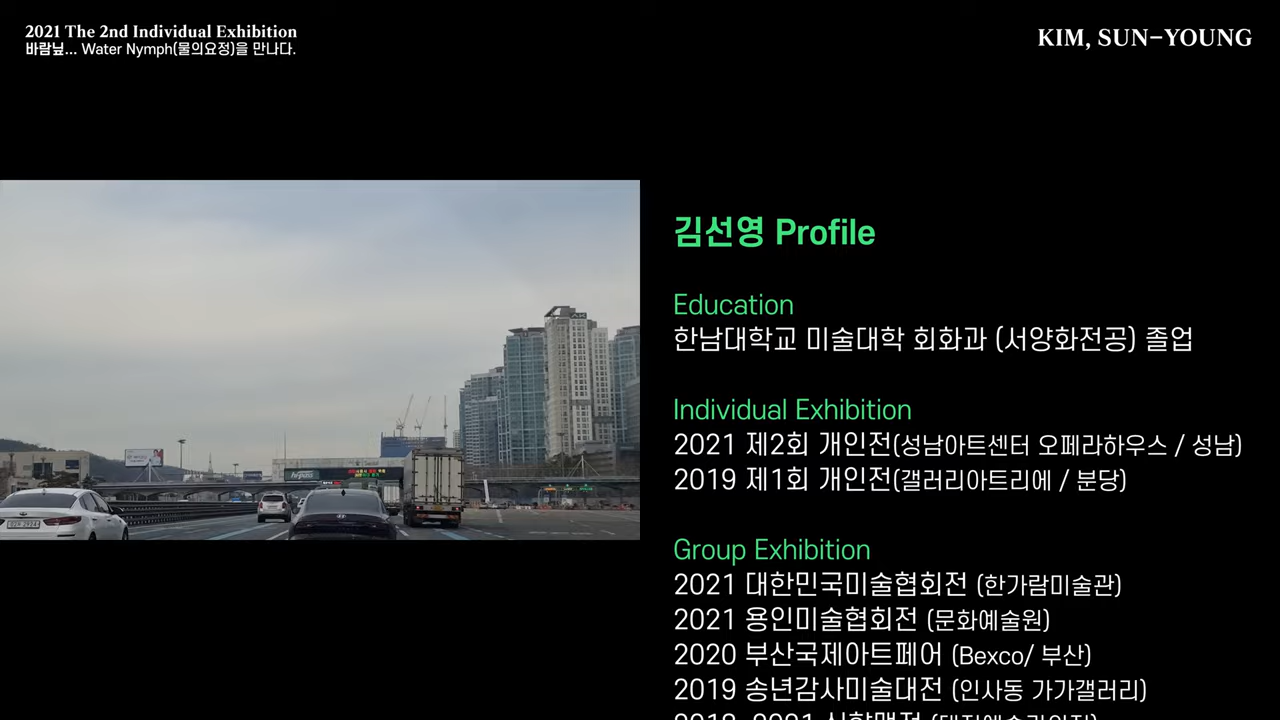 2021 The 2nd Individual Exhibition
바람닢... Water Nymph(물의요정)을 만나다.
KIM, SUN-YOUNG
김선영 Profile
Education
한남대학교 미술대학 회화과 (서양화전공) 졸업
Individual Exhibition
2021 제2회 개인전(성남아트센터 오페라하우스 / 성남)
2019 제1회 개인전(갤러리아트리에 / 분당)
Group Exhibition
2021 대한민국미술협회전 (한가람미술관)
2021 용인미술협회전 (문화예술원)
2020 부산국제아트페어 (Bexco/ 부산)
2019 송년감사미술대전 (인사동 가가갤러리)
hi-pass